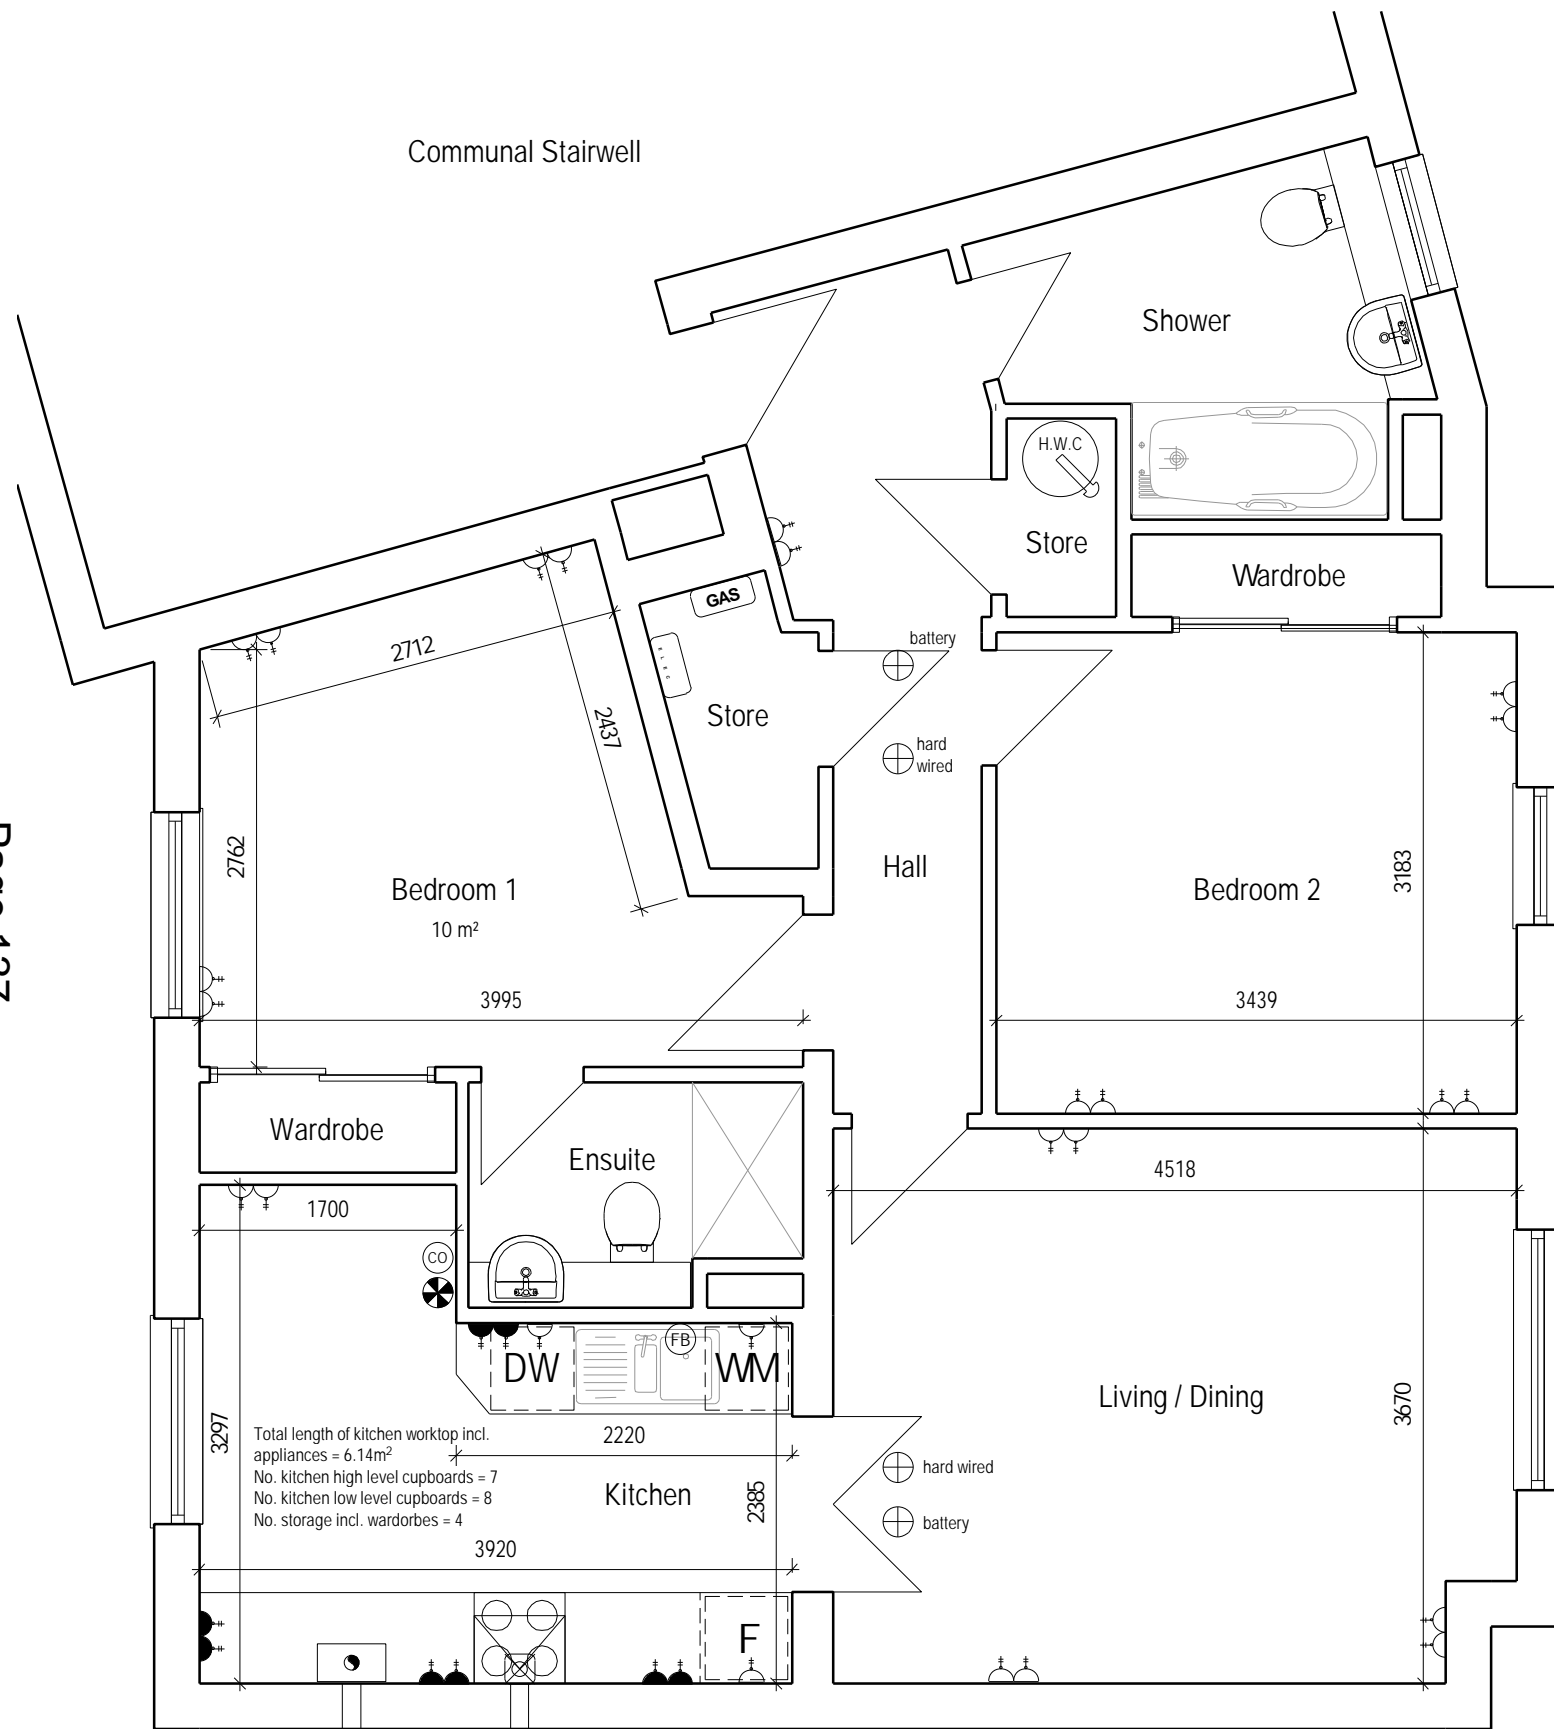 Communal Stairwell
Shower
H.W.C
Store
Wardrobe
GAS
ELEC
battery
2712
2437
Store
hard
wired
2762
Hall
3183
Bedroom 1
10 m²
Bedroom 2
3995
3439
Wardrobe
Ensuite
4518
1700
CO
FB
DW
WM
Living / Dining
3297
3670
Total length of kitchen worktop incl.
appliances = 6.14m²
No. kitchen high level cupboards = 7
No. kitchen low level cupboards = 8
No. storage incl. wardorbes = 4
2220
Kitchen
2385
hard wired
battery
3920
F
Page 137